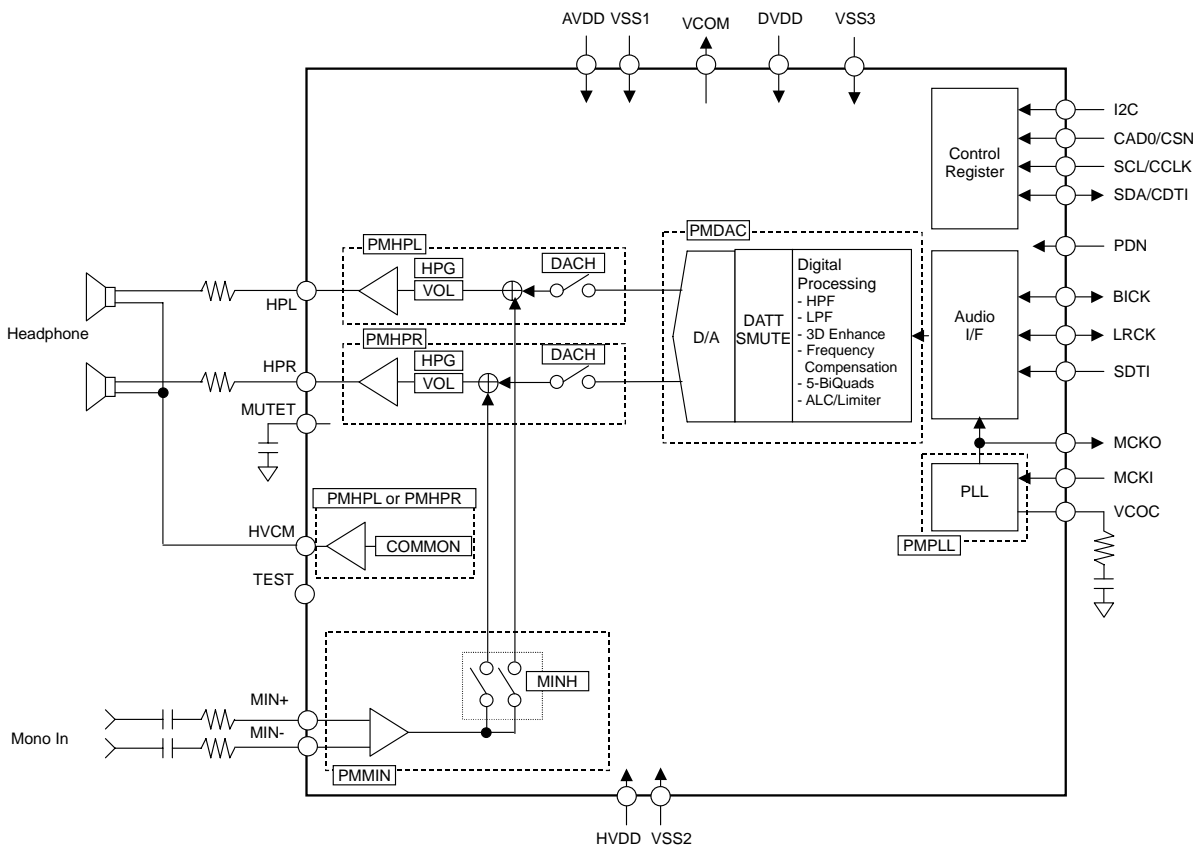 AVDD VSS1 VCOM DVDD VSS3
I2C
CAD0/CSN
SCL/CCLK
SDA/CDTI
Control
Register
PDN
PMDAC
PMHPL
HPG
VOL
DACH
HPL
Headphone
PMHPR
HPG
VOL
DACH
HPR
MUTET
D/A
DATT
SMUTE
Digital
Processing
- HPF
- LPF
- 3D Enhance
- Frequency
Compensation
- 5-BiQuads
- ALC/Limiter
Audio
I/F
BICK
LRCK
SDTI
MCKO
MCKI
VCOC
PLL
PMPLL
PMHPL or PMHPR
HVCM
COMMON
TEST
MINH
MIN+
MIN-
Mono In
PMMIN
HVDD VSS2